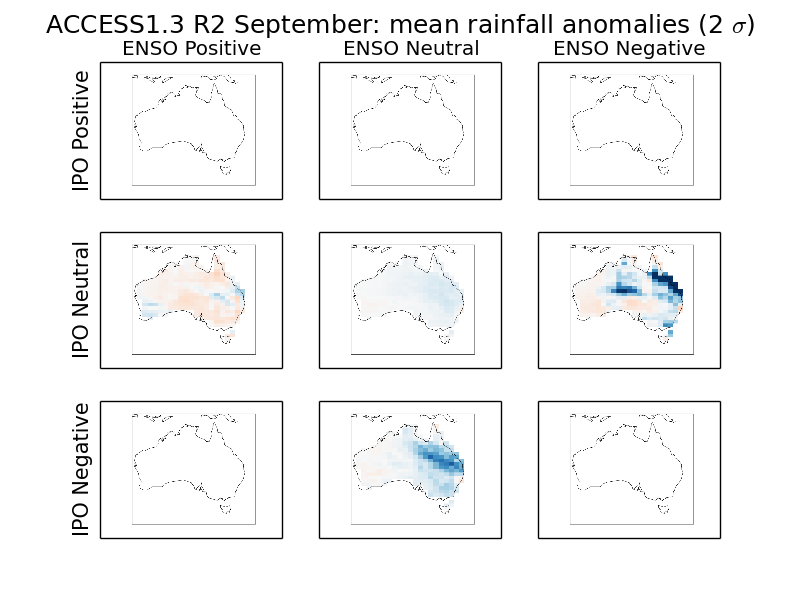 ACCESS1.3 R2 September: mean rainfall anomalies (2 σ)
ENSO Positive ENSO Neutral ENSO Negative
IPO Positive
IPO Neutral
IPO Negative